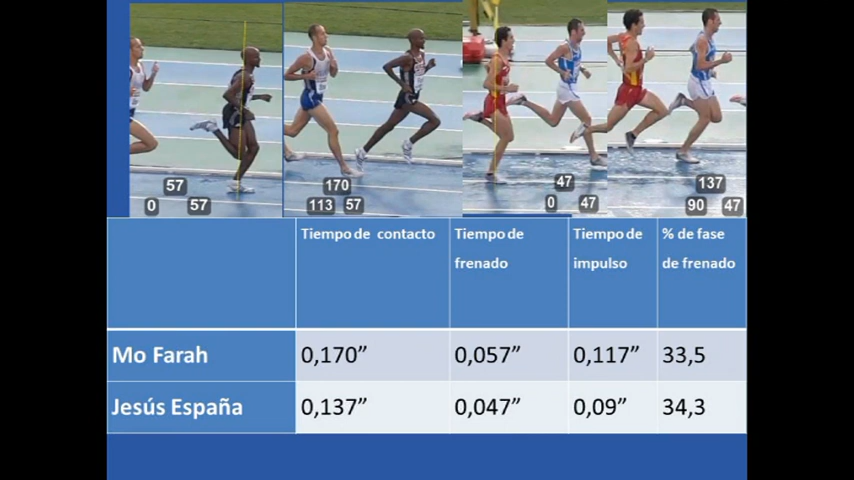 57
0 57
170
113 57
47
0 47
137
90 47
Tiempo de contacto
Tiempo de
frenado
Tiempo de
impulso
% de fase
de frenado
Mo Farah
0,170”
0,057”
0,117”
33,5
Jesús España
0,137”
0,047”
0,09”
34,3